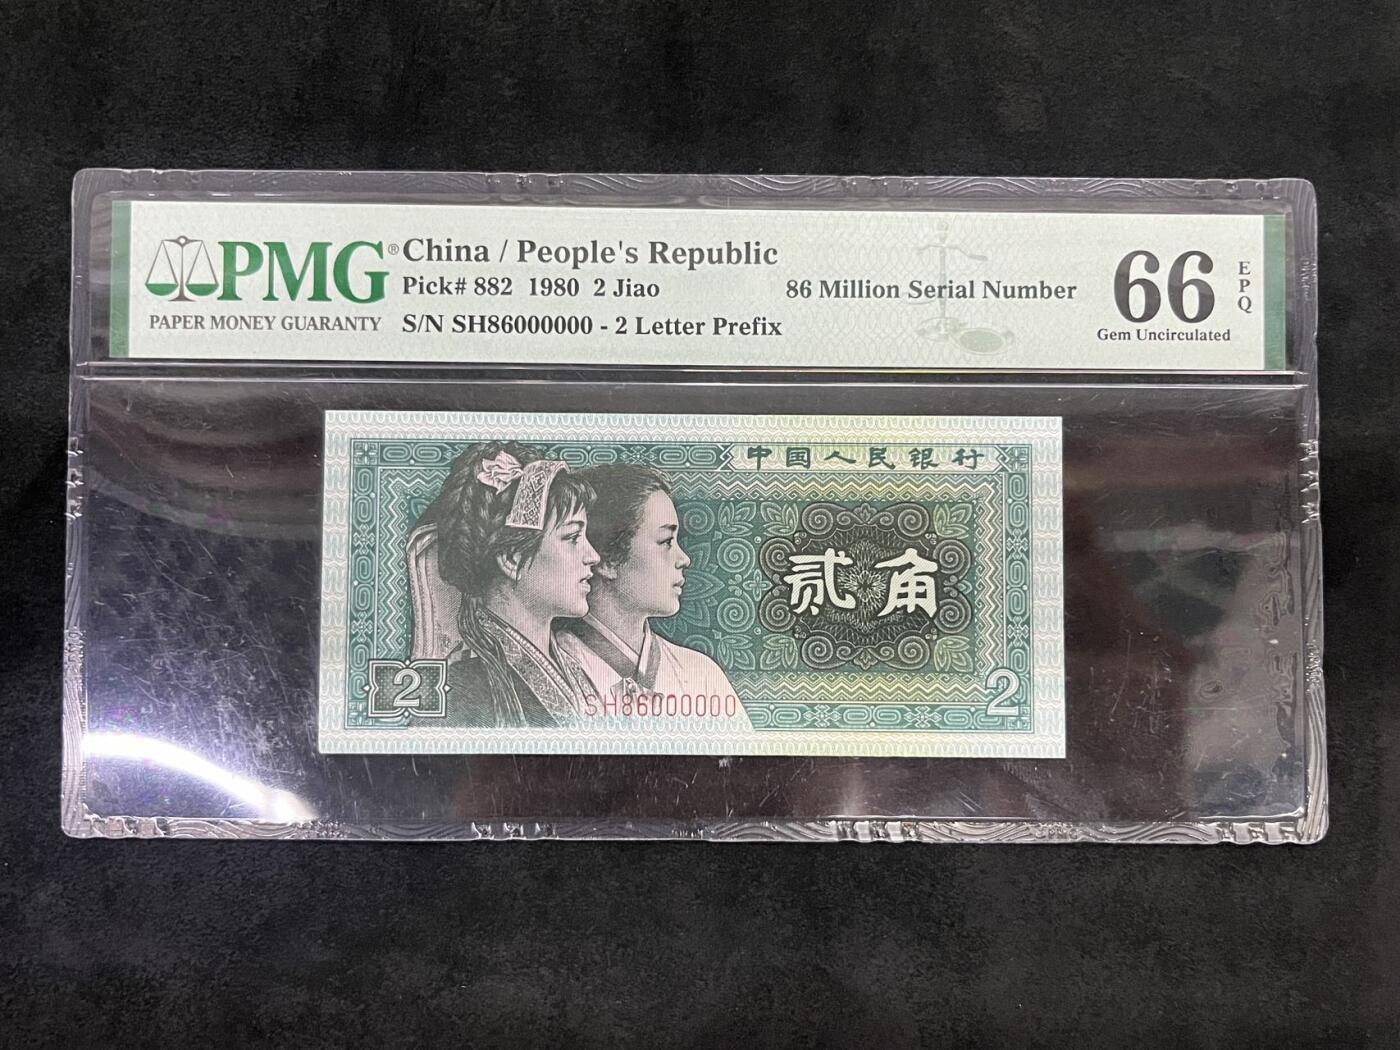 PMG® China / People's Republic
Pick# 882 1980 2 Jiao 86 Million Serial Number 66 EPQ
PAPER MONEY GUARANTY S/N SH86000000 - 2 Letter Prefix Gem Uncirculated
中国人民银行
贰角
2 SH86000000 2